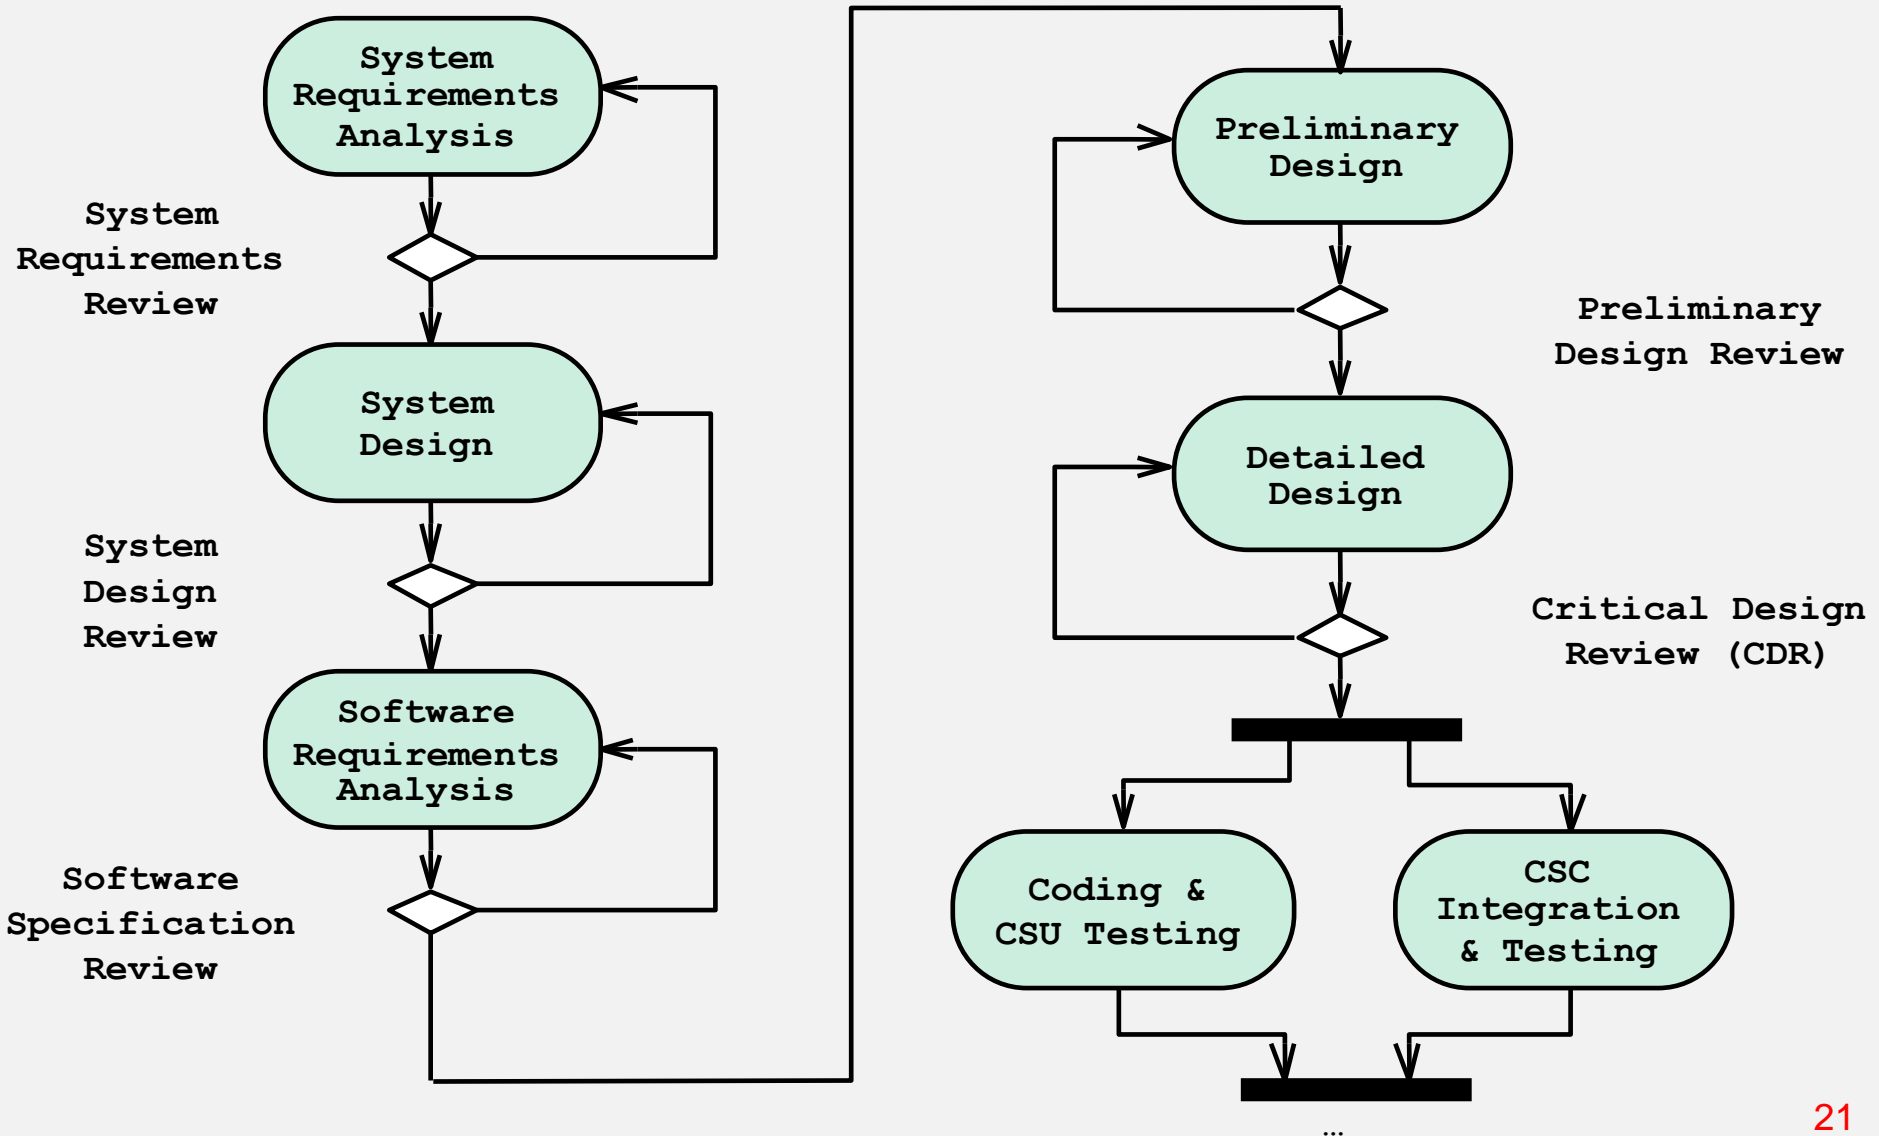 System
Requirements
Analysis
System
Requirements
Review
System
Design
System
Design
Review
Software
Requirements
Analysis
Software
Specification
Review
Preliminary
Design
Preliminary
Design Review
Detailed
Design
Critical Design
Review (CDR)
Coding &
CSU Testing
CSC
Integration
& Testing
...
21